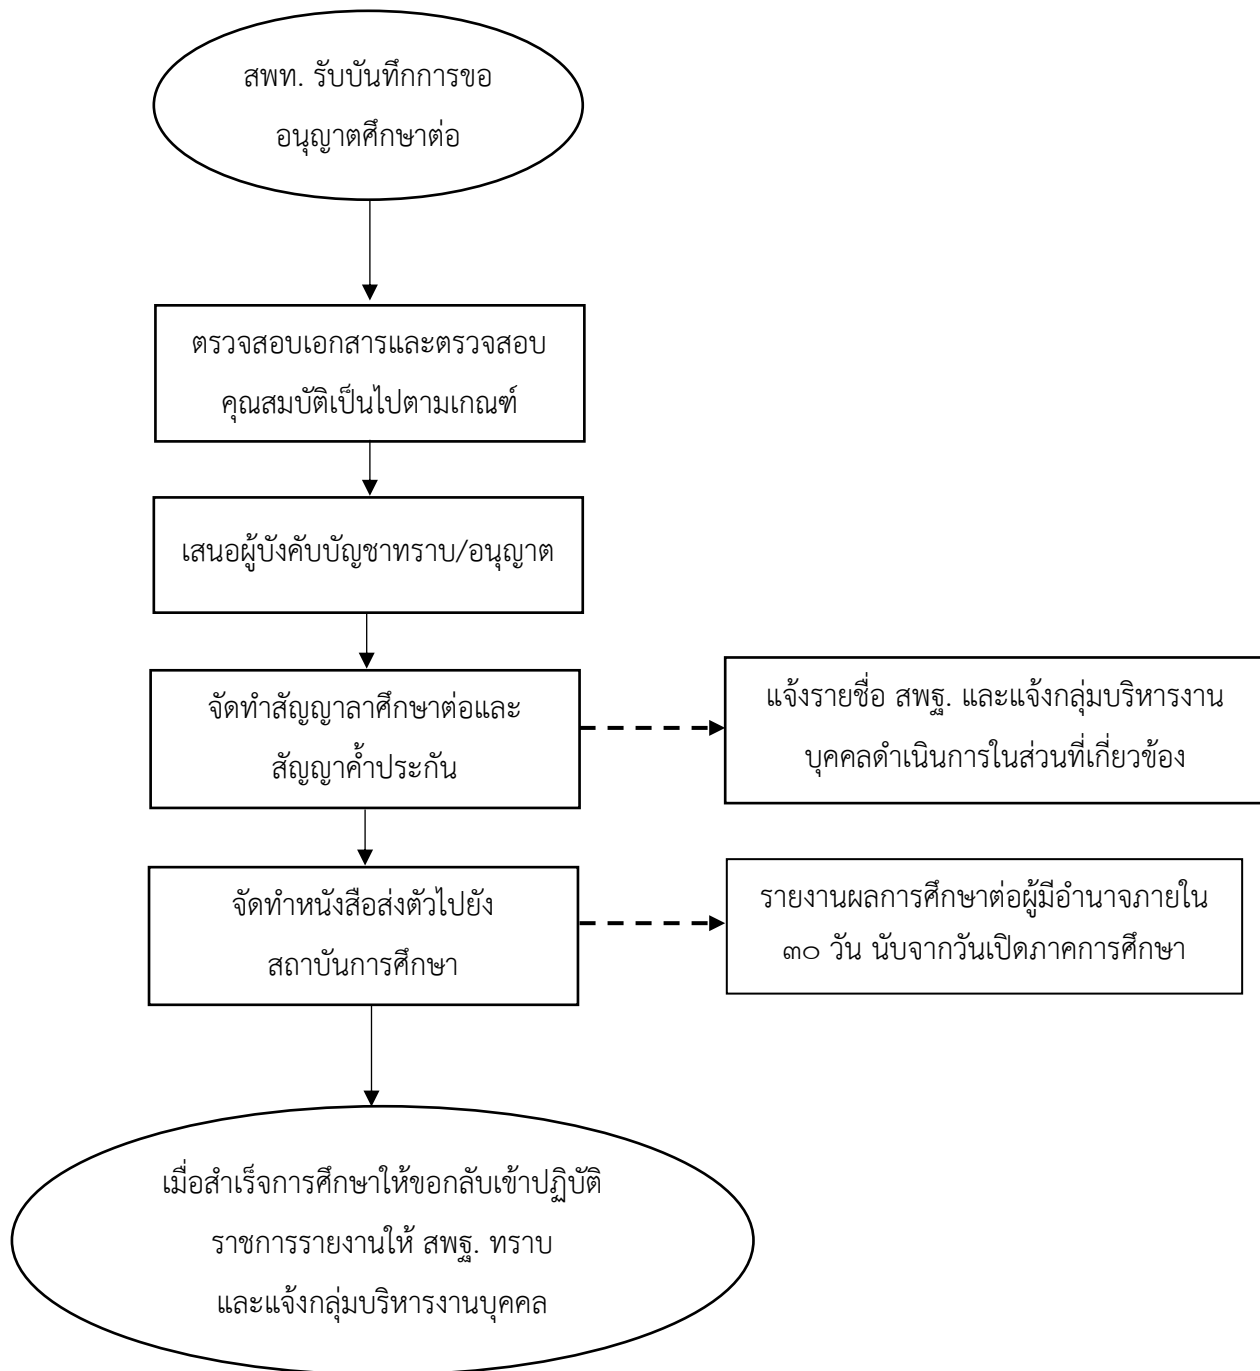 สพท. รับบันทึกการขอ
อนุญาตศึกษาต่อ
ตรวจสอบเอกสารและตรวจสอบ
คุณสมบัติเป็นไปตามเกณฑ์
เสนอผู้บังคับบัญชาทราบ/อนุญาต
จัดทำสัญญาลาศึกษาต่อและ
สัญญาค้ำประกัน
แจ้งรายชื่อ สพฐ. และแจ้งกลุ่มบริหารงาน
บุคคลดำเนินการในส่วนที่เกี่ยวข้อง
จัดทำหนังสือส่งตัวไปยัง
สถาบันการศึกษา
รายงานผลการศึกษาต่อผู้มีอำนาจภายใน
๓๐ วัน นับจากวันเปิดภาคการศึกษา
เมื่อสำเร็จการศึกษาให้ขอกลับเข้าปฏิบัติ
ราชการรายงานให้ สพฐ. ทราบ
และแจ้งกลุ่มบริหารงานบุคคล